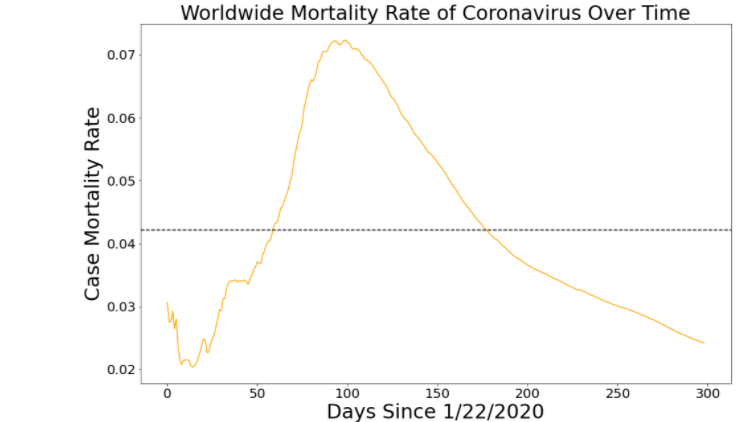 Worldwide Mortality Rate of Coronavirus Over Time
Case Mortality Rate
0.07
0.06
0.05
0.04
0.03
0.02
0 50 100 150 200 250 300
Days Since 1/22/2020